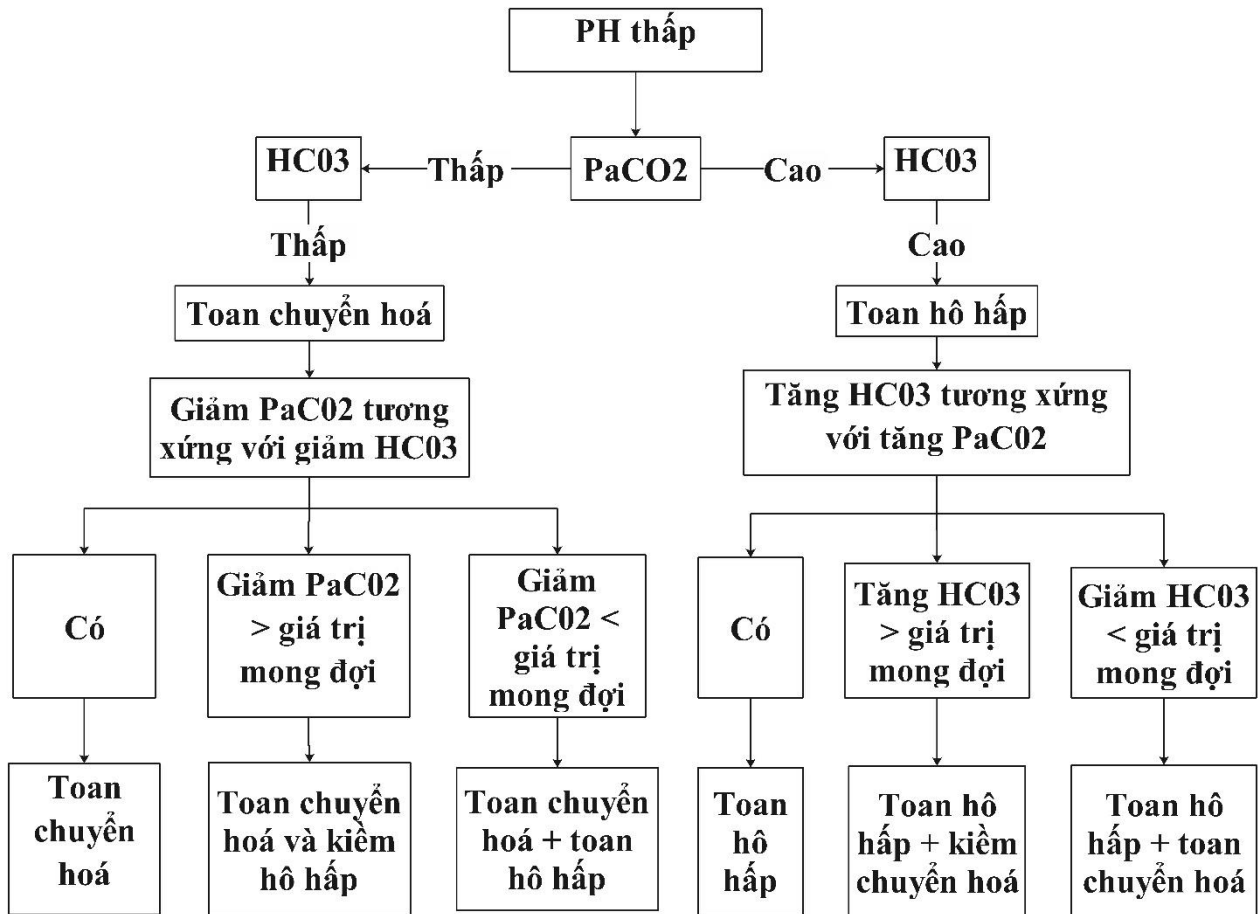 PH thấp
HC03
Thấp
PaCO2
Cao
HC03
Thấp
Cao
Toan chuyển hoá
Toan hô hấp
Giảm PaC02 tương
xứng với giảm HC03
Tăng HC03 tương xứng
với tăng PaC02
Có
Giảm PaC02
> giá trị
mong đợi
Giảm
PaC02 <
giá trị
mong đợi
Có
Tăng HC03
> giá trị
mong đợi
Giảm HC03
< giá trị
mong đợi
Toan
chuyển
hoá
Toan chuyển
hoá và kiềm
hô hấp
Toan chuyển
hoá + toan
hô hấp
Toan
hô
hấp
Toan hô
hấp + kiềm
chuyển hoá
Toan hô
hấp + toan
chuyển hoá